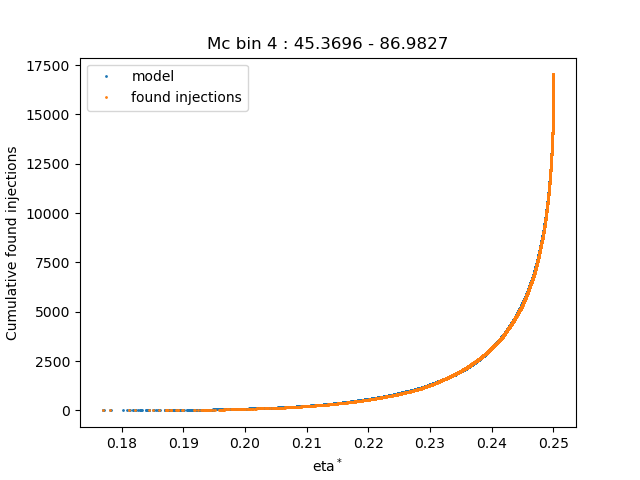 Mc bin 4 : 45.3696 - 86.9827
model
found injections
Cumulative found injections
17500
15000
12500
10000
7500
5000
2500
0
0.18 0.19 0.20 0.21 0.22 0.23 0.24 0.25
eta*